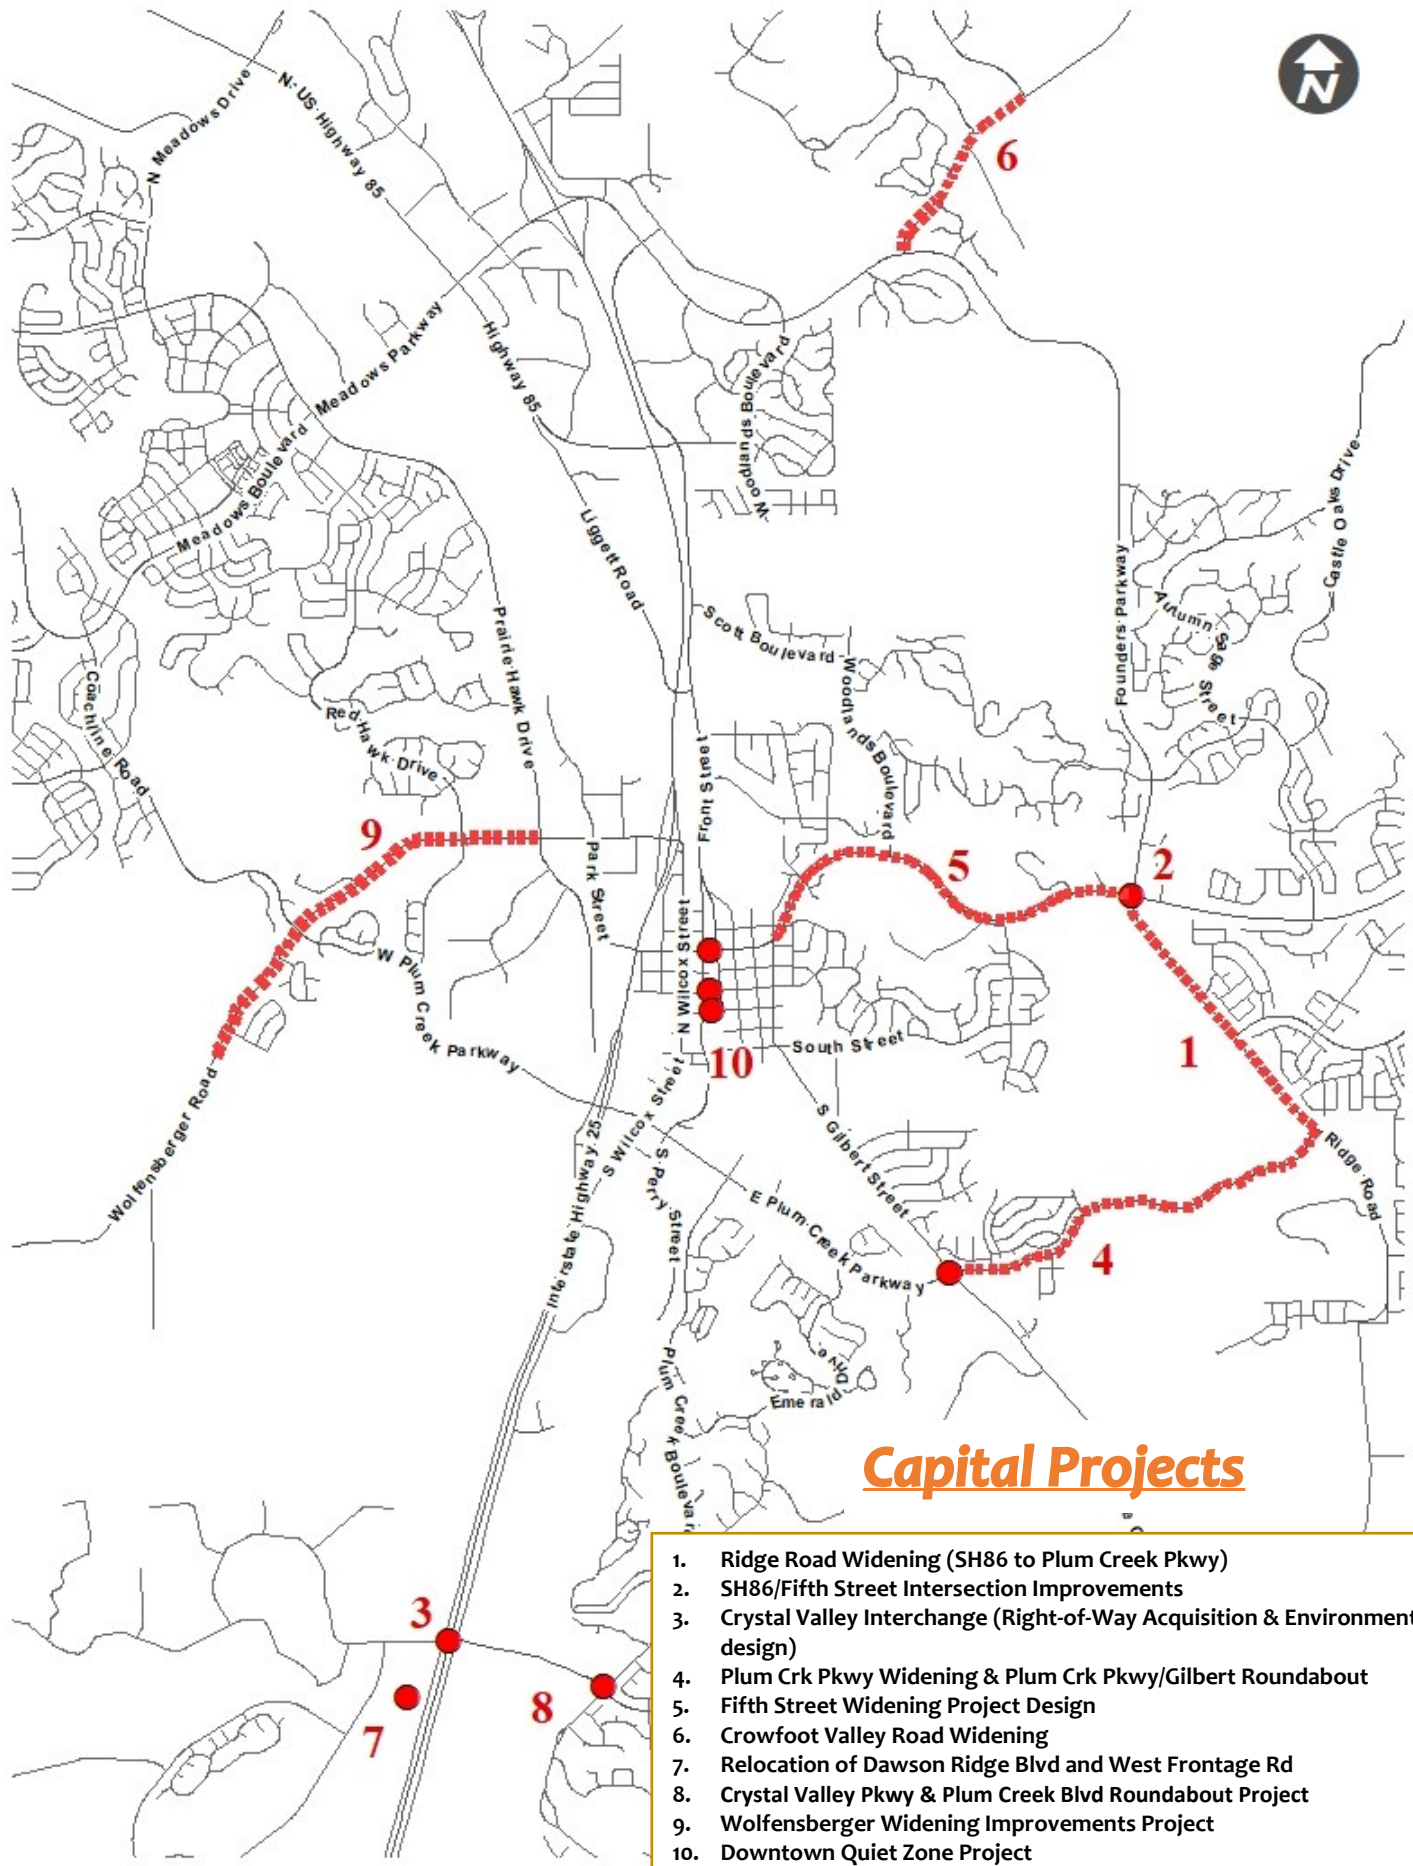 N
N Meadows Drive
N US Highway 85
6
Meadows Parkway
Highway 85
Woodlands Boulevard
Meadows Boulevard
Castle Oaks Drive
Liggett Road
Founders Parkway
Autumn Sage Street
Prairie Hawk Drive
Scott Boulevard
Woodlands Boulevard
Coachline Road
Red Hawk Drive
Front Street
9
Park Street
5
2
N Wilcox Street
W Plum Creek Parkway
South Street
10
1
Wolfensberger Road
S Wilcox Street
S Gilbert Street
Ridge Road
Interstate Highway 25
S Perry Street
E Plum Creek Parkway
4
Emerald Drive
Plum Creek Boulevar
Capital Projects
3
8
7
1. Ridge Road Widening (SH86 to Plum Creek Pkwy)
2. SH86/Fifth Street Intersection Improvements
3. Crystal Valley Interchange (Right-of-Way Acquisition & Environment
design)
4. Plum Crk Pkwy Widening & Plum Crk Pkwy/Gilbert Roundabout
5. Fifth Street Widening Project Design
6. Crowfoot Valley Road Widening
7. Relocation of Dawson Ridge Blvd and West Frontage Rd
8. Crystal Valley Pkwy & Plum Creek Blvd Roundabout Project
9. Wolfensberger Widening Improvements Project
10. Downtown Quiet Zone Project